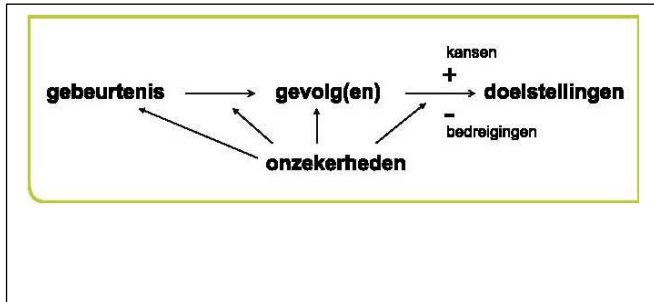 kansen
+
gebeurtenis gevolg(en) doelstellingen
-
bedreigingen
onzekerheden